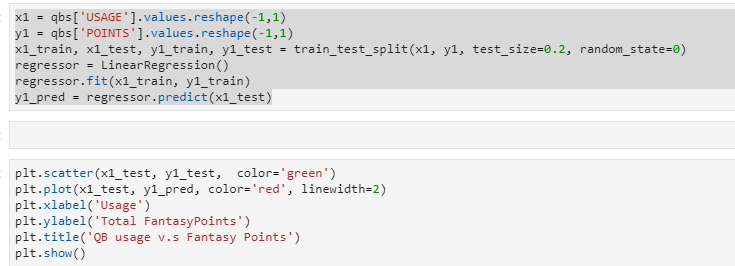 x1 = qbs['USAGE'].values.reshape(-1,1)
y1 = qbs['POINTS'].values.reshape(-1,1)
x1_train, x1_test, y1_train, y1_test = train_test_split(x1, y1, test_size=0.2, random_state=0)
regressor = LinearRegression()
regressor.fit(x1_train, y1_train)
y1_pred = regressor.predict(x1_test)
plt.scatter(x1_test, y1_test,  color='green')
plt.plot(x1_test, y1_pred, color='red', linewidth=2)
plt.xlabel('Usage')
plt.ylabel('Total FantasyPoints')
plt.title('QB usage v.s Fantasy Points')
plt.show()